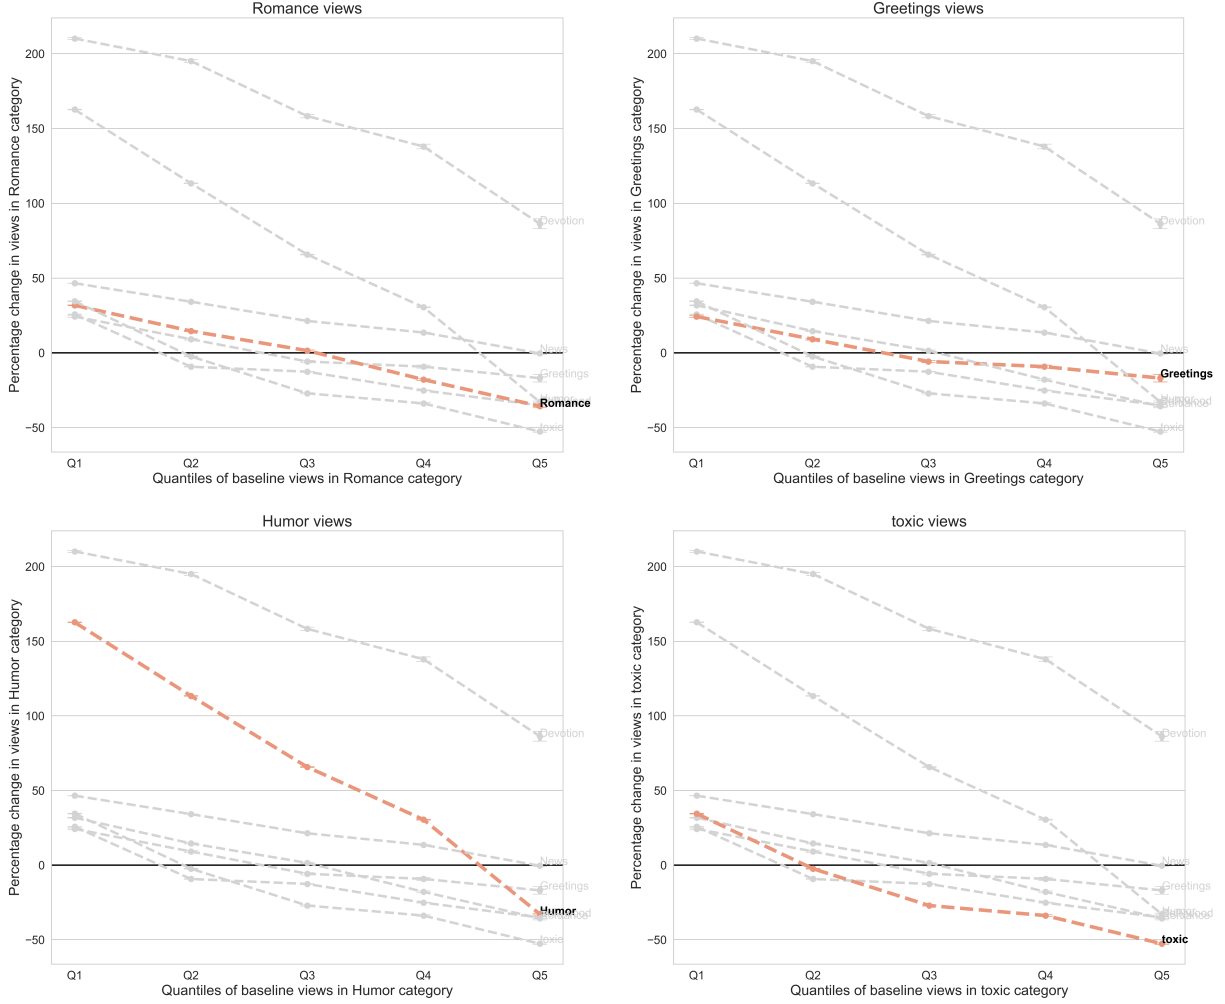 Romance views
Percentage change in views in Romance category
200
150
100
50
0
−50
Devotion
News
Greetings
Romance
toxic
Q1 Q2 Q3 Q4 Q5
Quantiles of baseline views in Romance category
Greetings views
Percentage change in views in Greetings category
200
150
100
50
0
−50
Devotion
News
Greetings
toxic
Q1 Q2 Q3 Q4 Q5
Quantiles of baseline views in Greetings category
Humor views
Percentage change in views in Humor category
200
150
100
50
0
−50
Devotion
News
Greetings
Humor
toxic
Q1 Q2 Q3 Q4 Q5
Quantiles of baseline views in Humor category
toxic views
Percentage change in views in toxic category
200
150
100
50
0
−50
Devotion
News
Greetings
toxic
Q1 Q2 Q3 Q4 Q5
Quantiles of baseline views in toxic category